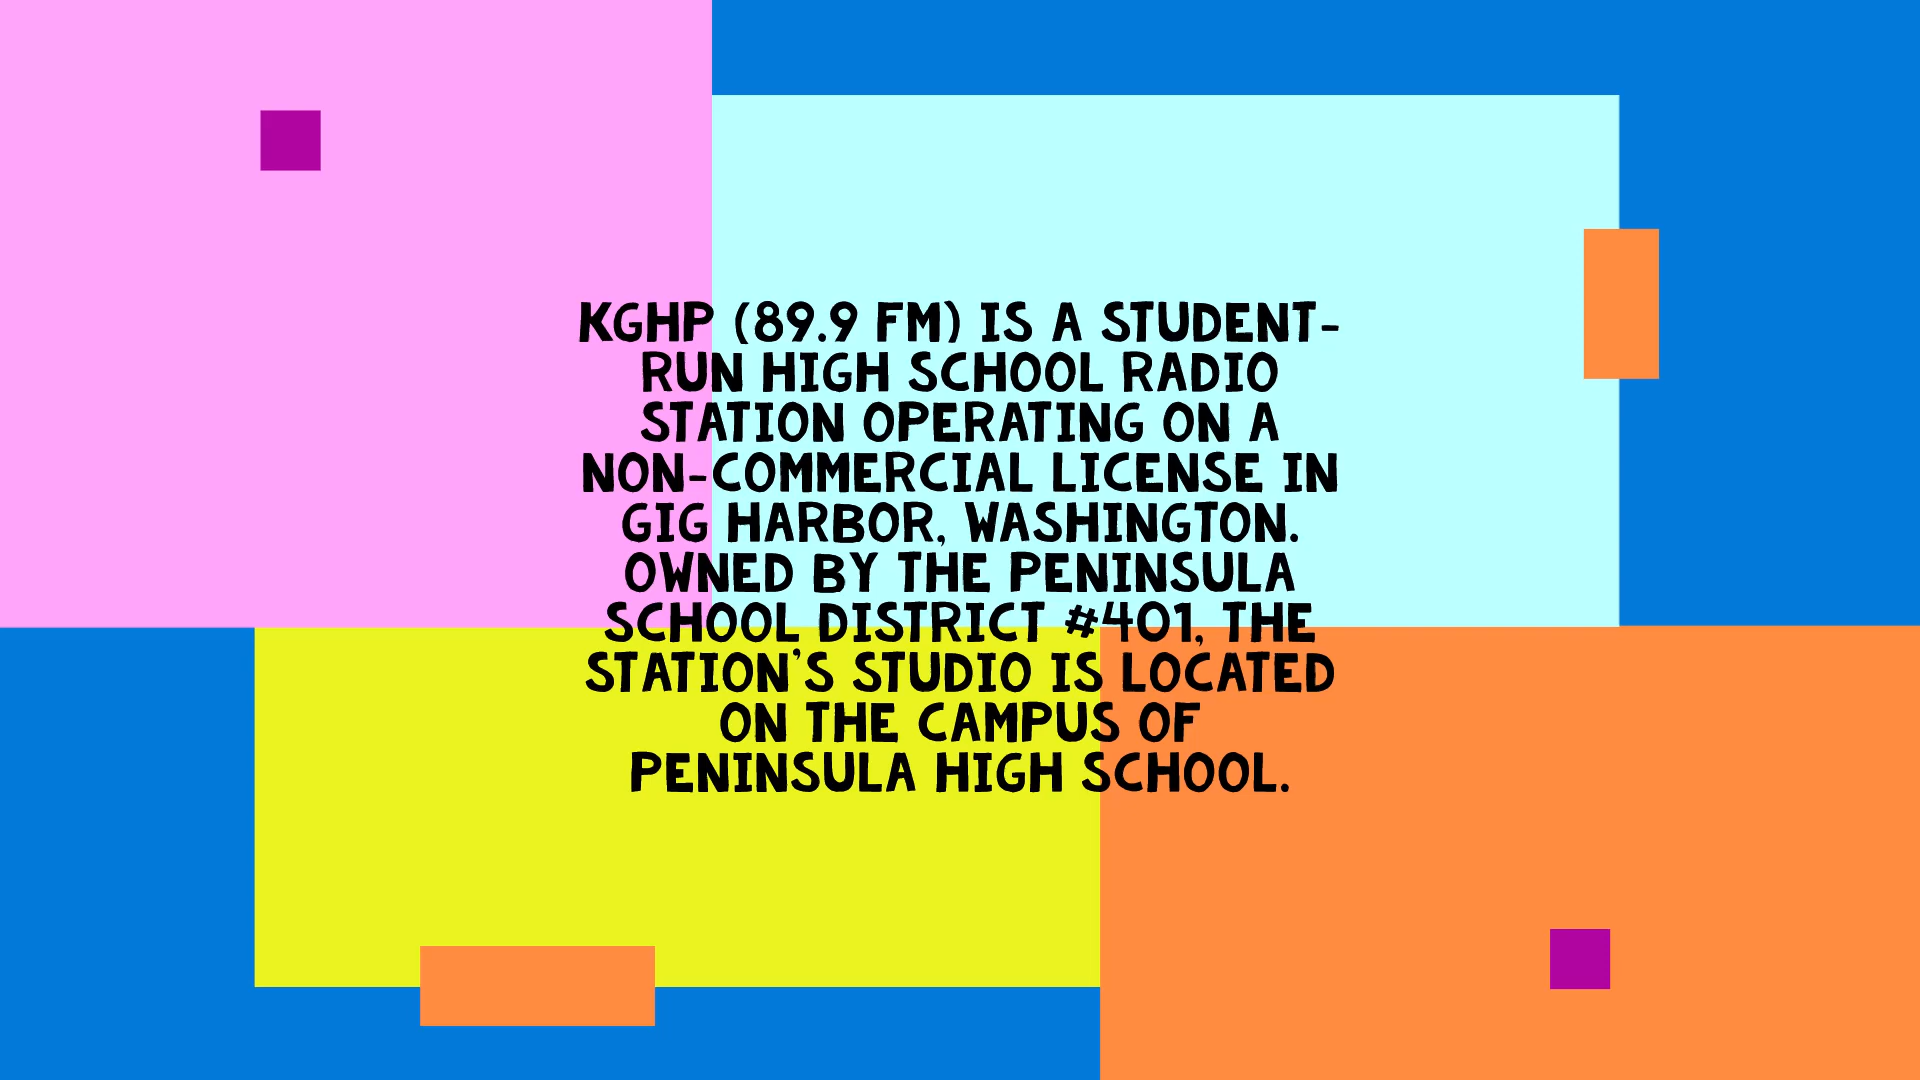 KGHP (89.9 FM) IS A STUDENT-
RUN HIGH SCHOOL RADIO
STATION OPERATING ON A
NON-COMMERCIAL LICENSE IN
GIG HARBOR, WASHINGTON.
OWNED BY THE PENINSULA
SCHOOL DISTRICT #401, THE
STATION'S STUDIO IS LOCATED
ON THE CAMPUS OF
PENINSULA HIGH SCHOOL.